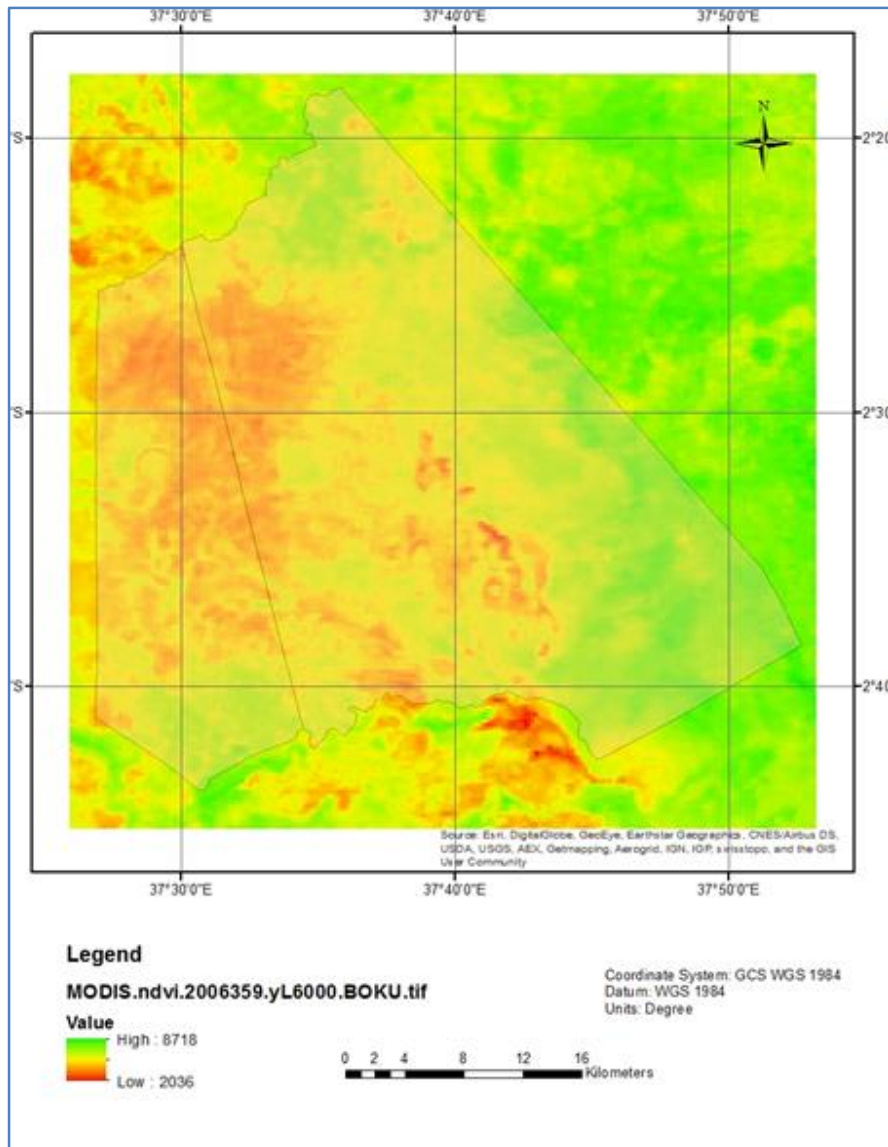 37°30'0"E 37°40'0"E 37°50'0"E
N
"S 2°20
"S 2°30
"S 2°40
Source: Esri, DigitalGlobe, GeoEye, Earthstar Geographics, CNES/Airbus DS,
USDA, USGS, AEX, Getmapping, Aerogrid, IGN, IGP, swisstopo, and the GIS
User Community
37°30'0"E 37°40'0"E 37°50'0"E
Legend
MODIS.ndvi.2006359.yL6000.BOKU.tif
Value
High : 8718
Low : 2036
Coordinate System: GCS WGS 1984
Datum: WGS 1984
Units: Degree
0 2 4 8 12 16
Kilometers